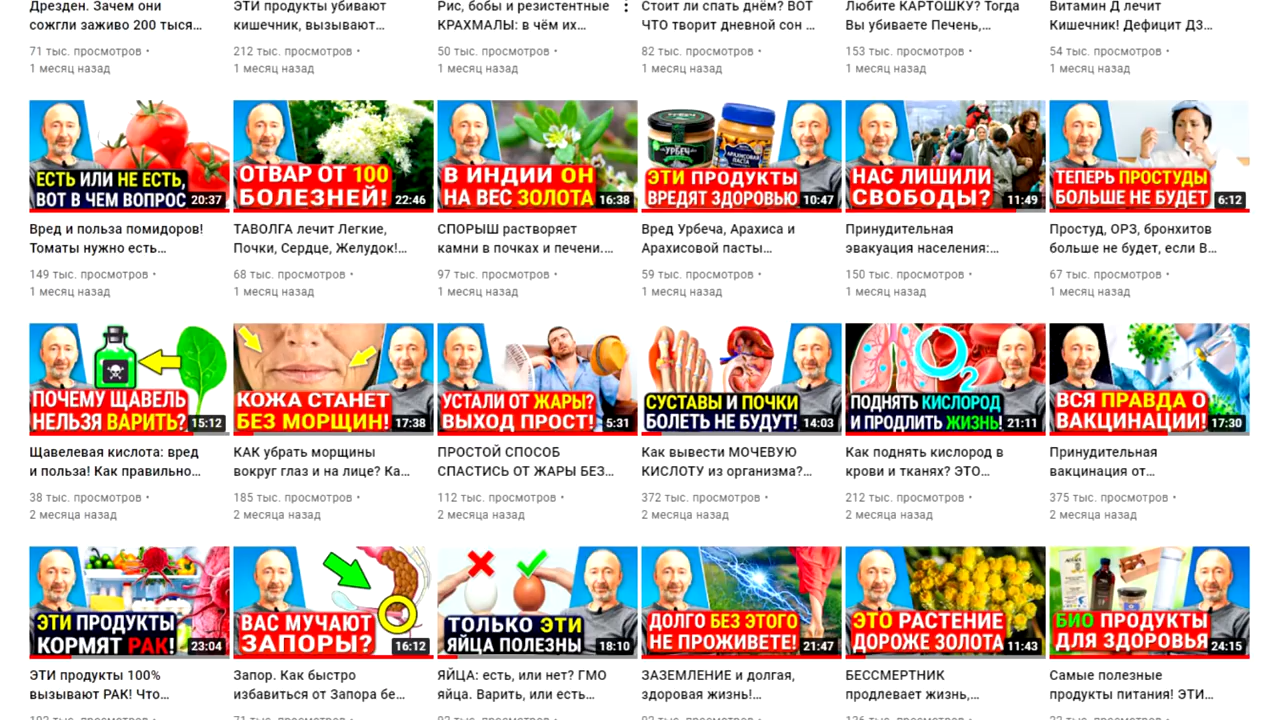 Дрезден. Зачем они
сожгли заживо 200 тыся...
71 тыс. просмотров •
1 месяц назад
ЭТИ продукты убивают
кишечник, вызывают...
212 тыс. просмотров •
1 месяц назад
Рис, бобы и резистентные
КРАХМАЛЫ: в чём их...
50 тыс. просмотров •
1 месяц назад
Стоит ли спать днём? ВОТ
ЧТО творит дневной сон ...
82 тыс. просмотров •
1 месяц назад
Любите КАРТОШКУ? Тогда
Вы убиваете Печень,...
153 тыс. просмотров •
1 месяц назад
Витамин Д лечит
Кишечник! Дефицит Д3...
54 тыс. просмотров •
1 месяц назад
ЕСТЬ ИЛИ НЕ ЕСТЬ,
ВОТ В ЧЕМ ВОПРОС
20:37
Вред и польза помидоров!
Томаты нужно есть...
149 тыс. просмотров •
1 месяц назад
ОТВАР ОТ 100
БОЛЕЗНЕЙ!
22:46
ТАВОЛГА лечит Легкие,
Почки, Сердце, Желудок!...
68 тыс. просмотров •
1 месяц назад
В ИНДИИ ОН
НА ВЕС ЗОЛОТА
16:38
СПОРЫШ растворяет
камни в почках и печени....
97 тыс. просмотров •
1 месяц назад
УРБЕЧ
АРАХИСОВАЯ
ПАСТА
ЭТИ ПРОДУКТЫ
ВРЕДЯТ ЗДОРОВЬЮ
10:47
Вред Урбеча, Арахиса и
Арахисовой пасты...
59 тыс. просмотров •
1 месяц назад
НАС ЛИШИЛИ
СВОБОДЫ?
11:49
Принудительная
эвакуация населения:...
150 тыс. просмотров •
1 месяц назад
ТЕПЕРЬ ПРОСТУДЫ
БОЛЬШЕ НЕ БУДЕТ
6:12
Простуд, ОРЗ, бронхитов
больше не будет, если В...
67 тыс. просмотров •
1 месяц назад
ПОЧЕМУ ЩАВЕЛЬ
НЕЛЬЗЯ ВАРИТЬ?
15:12
Щавелевая кислота: вред
и польза! Как правильно...
38 тыс. просмотров •
2 месяца назад
КОЖА СТАНЕТ
БЕЗ МОРЩИН!
17:38
КАК убрать морщины
вокруг глаз и на лице? Ка...
185 тыс. просмотров •
2 месяца назад
УСТАЛИ ОТ ЖАРЫ?
ВЫХОД ПРОСТ!
5:31
ПРОСТОЙ СПОСОБ
СПАСТИСЬ ОТ ЖАРЫ БЕЗ...
112 тыс. просмотров •
2 месяца назад
СУСТАВЫ И ПОЧКИ
БОЛЕТЬ НЕ БУДУТ!
14:03
Как вывести МОЧЕВУЮ
КИСЛОТУ из организма?...
372 тыс. просмотров •
2 месяца назад
O2
ПОДНЯТЬ КИСЛОРОД
И ПРОДЛИТЬ ЖИЗНЬ!
21:11
Как поднять кислород в
крови и тканях? ЭТО...
212 тыс. просмотров •
2 месяца назад
ВСЯ ПРАВДА О
ВАКЦИНАЦИИ!
17:30
Принудительная
вакцинация от...
375 тыс. просмотров •
2 месяца назад
ЭТИ ПРОДУКТЫ
КОРМЯТ РАК!
23:04
ЭТИ продукты 100%
вызывают РАК! Что...
ВАС МУЧАЮТ
ЗАПОРЫ?
16:12
Запор. Как быстро
избавиться от Запора бе...
ТОЛЬКО ЭТИ
ЯЙЦА ПОЛЕЗНЫ
18:10
ЯЙЦА: есть, или нет? ГМО
яйца. Варить, или есть...
ДОЛГО БЕЗ ЭТОГО
НЕ ПРОЖИВЕТЕ!
21:47
ЗАЗЕМЛЕНИЕ и долгая,
здоровая жизнь!...
ЭТО РАСТЕНИЕ
ДОРОЖЕ ЗОЛОТА
11:43
БЕССМЕРТНИК
продлевает жизнь,...
БИО ПРОДУКТЫ
ДЛЯ ЗДОРОВЬЯ
24:15
Самые полезные
продукты питания! ЭТИ...